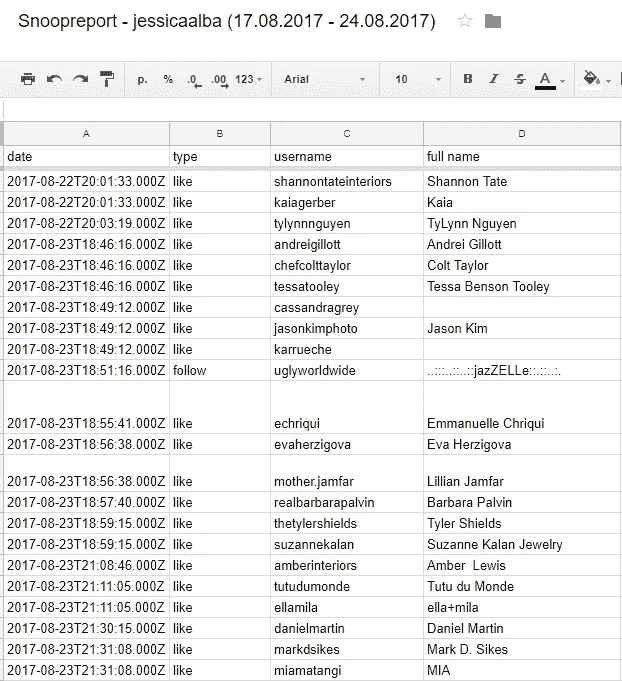 Snoopreport - jessicaalba (17.08.2017 - 24.08.2017)
p. % .0 .00 123 Arial 10 B I S A
A B C D
date type username full name
2017-08-22T20:01:33.000Z like shannontateinteriors Shannon Tate
2017-08-22T20:01:33.000Z like kaiagerber Kaia
2017-08-22T20:03:19.000Z like tylynnnguyen TyLynn Nguyen
2017-08-23T18:46:16.000Z like andreigillott Andrei Gillott
2017-08-23T18:46:16.000Z like chefcolttaylor Colt Taylor
2017-08-23T18:46:16.000Z like tessatooley Tessa Benson Tooley
2017-08-23T18:49:12.000Z like cassandragrey
2017-08-23T18:49:12.000Z like jasonkimphoto Jason Kim
2017-08-23T18:49:12.000Z like karrueche
2017-08-23T18:51:16.000Z follow uglyworldwide ..:::..::..::jazZELLe::.::..:.
2017-08-23T18:55:41.000Z like echriqui Emmanuelle Chriqui
2017-08-23T18:56:38.000Z like evaherzigova Eva Herzigova
2017-08-23T18:56:38.000Z like mother.jamfar Lillian Jamfar
2017-08-23T18:57:40.000Z like realbarbarapalvin Barbara Palvin
2017-08-23T18:59:15.000Z like thetylershields Tyler Shields
2017-08-23T18:59:15.000Z like suzannekalan Suzanne Kalan Jewelry
2017-08-23T21:08:46.000Z like amberinteriors Amber  Lewis
2017-08-23T21:11:05.000Z like tutudumonde Tutu du Monde
2017-08-23T21:11:05.000Z like ellamila ella+mila
2017-08-23T21:30:15.000Z like danielmartin Daniel Martin
2017-08-23T21:31:08.000Z like markdsikes Mark D. Sikes
2017-08-23T21:31:08.000Z like miamatangi MIA